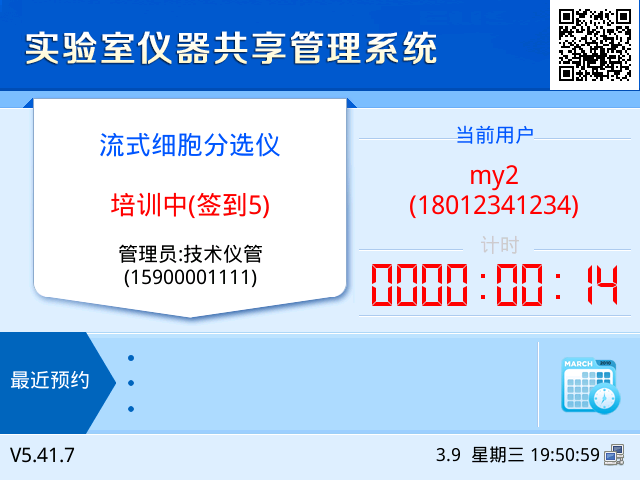 实验室仪器共享管理系统
流式细胞分选仪
培训中(签到5)
管理员:技术仪管
(15900001111)
当前用户
my2
(18012341234)
计时
0000:00:14
最近预约
MARCH
V5.41.7
3.9 星期三 19:50:59